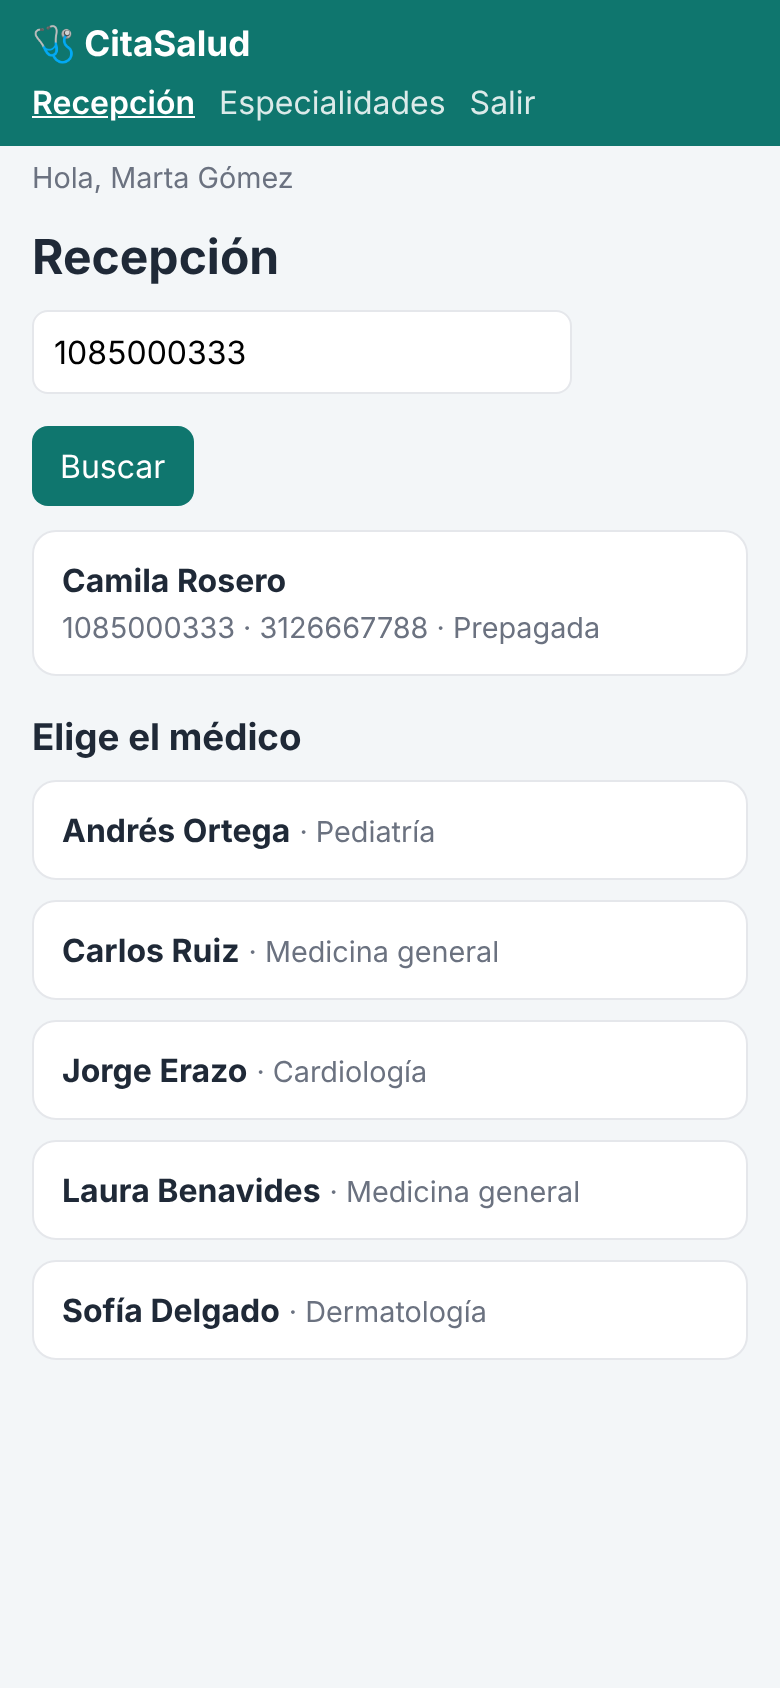 CitaSalud
Recepción Especialidades Salir
Hola, Marta Gómez
Recepción
1085000333
Buscar
Camila Rosero
1085000333 · 3126667788 · Prepagada
Elige el médico
Andrés Ortega · Pediatría
Carlos Ruiz · Medicina general
Jorge Erazo · Cardiología
Laura Benavides · Medicina general
Sofía Delgado · Dermatología